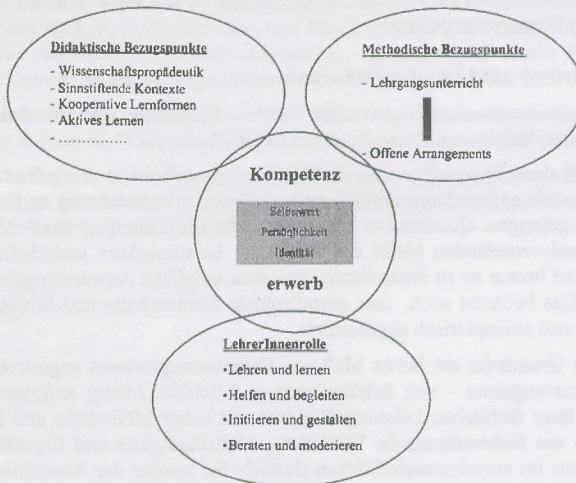 Didaktische Bezugspunkte
- Wissenschaftspropädeutik
- Sinnstiftende Kontexte
- Kooperative Lernformen
- Aktives Lernen
- ......
Methodische Bezugspunkte
- Lehrgangsunterricht
- Offene Arrangements
Kompetenz
Selbstwert
Persönlichkeit
Identität
erwerb
LehrerInnenrolle
• Lehren und lernen
• Helfen und begleiten
• Initiieren und gestalten
• Beraten und moderieren